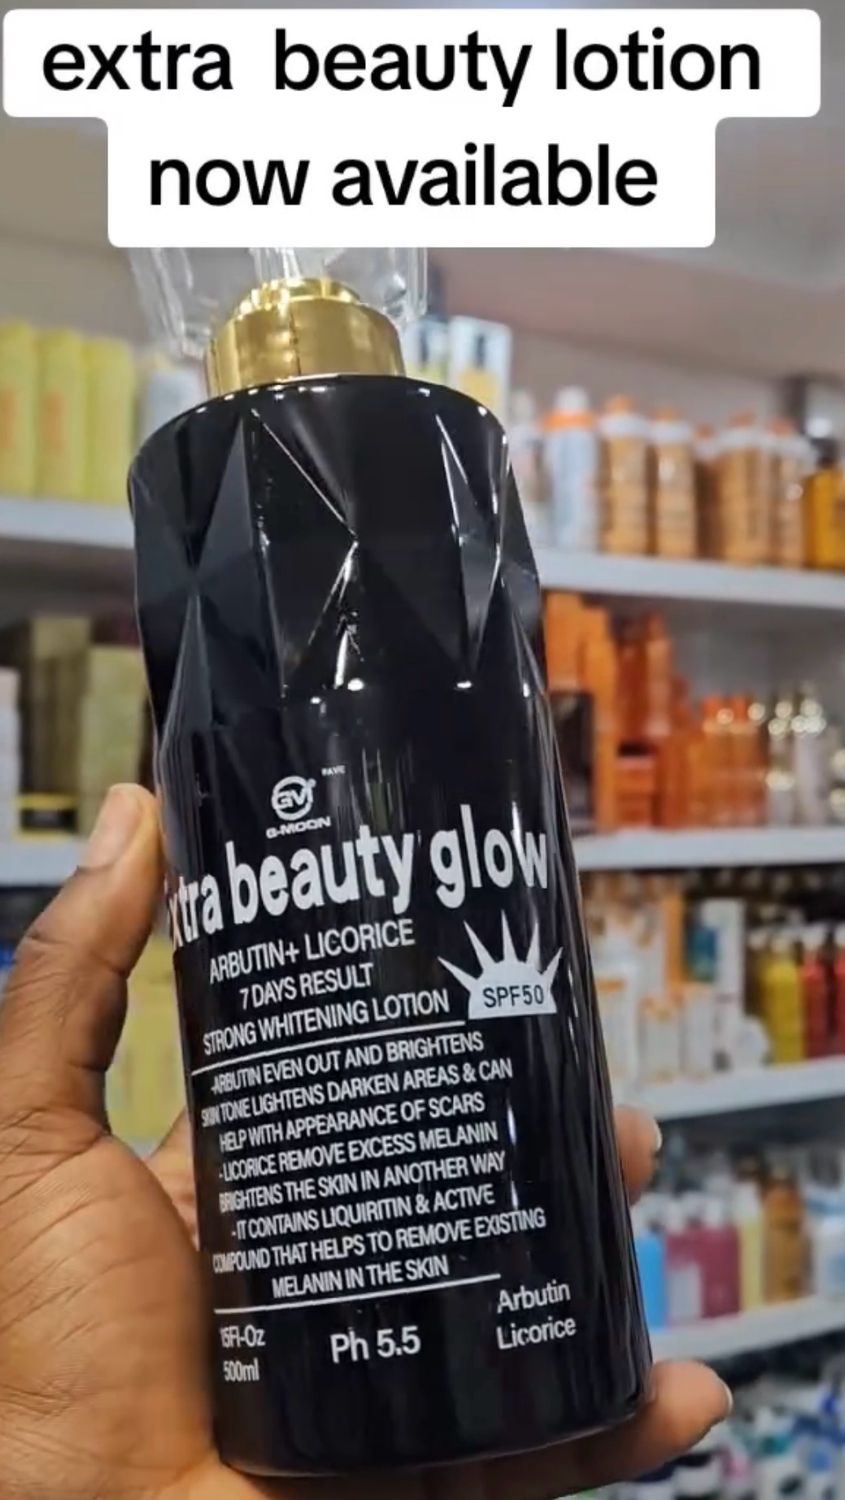 extra beauty lotion
now available
GV
G-MOON
xtra beauty glow
ARBUTIN+ LICORICE
7 DAYS RESULT
STRONG WHITENING LOTION
SPF50
-ARBUTIN EVEN OUT AND BRIGHTENS
SKIN TONE LIGHTENS DARKEN AREAS & CAN
HELP WITH APPEARANCE OF SCARS
-LICORICE REMOVE EXCESS MELANIN
BRIGHTENS THE SKIN IN ANOTHER WAY
-IT CONTAINS LIQUIRITIN & ACTIVE
COMPOUND THAT HELPS TO REMOVE EXISTING
MELANIN IN THE SKIN
Fl-Oz
500ml
Ph 5.5
Arbutin
Licorice